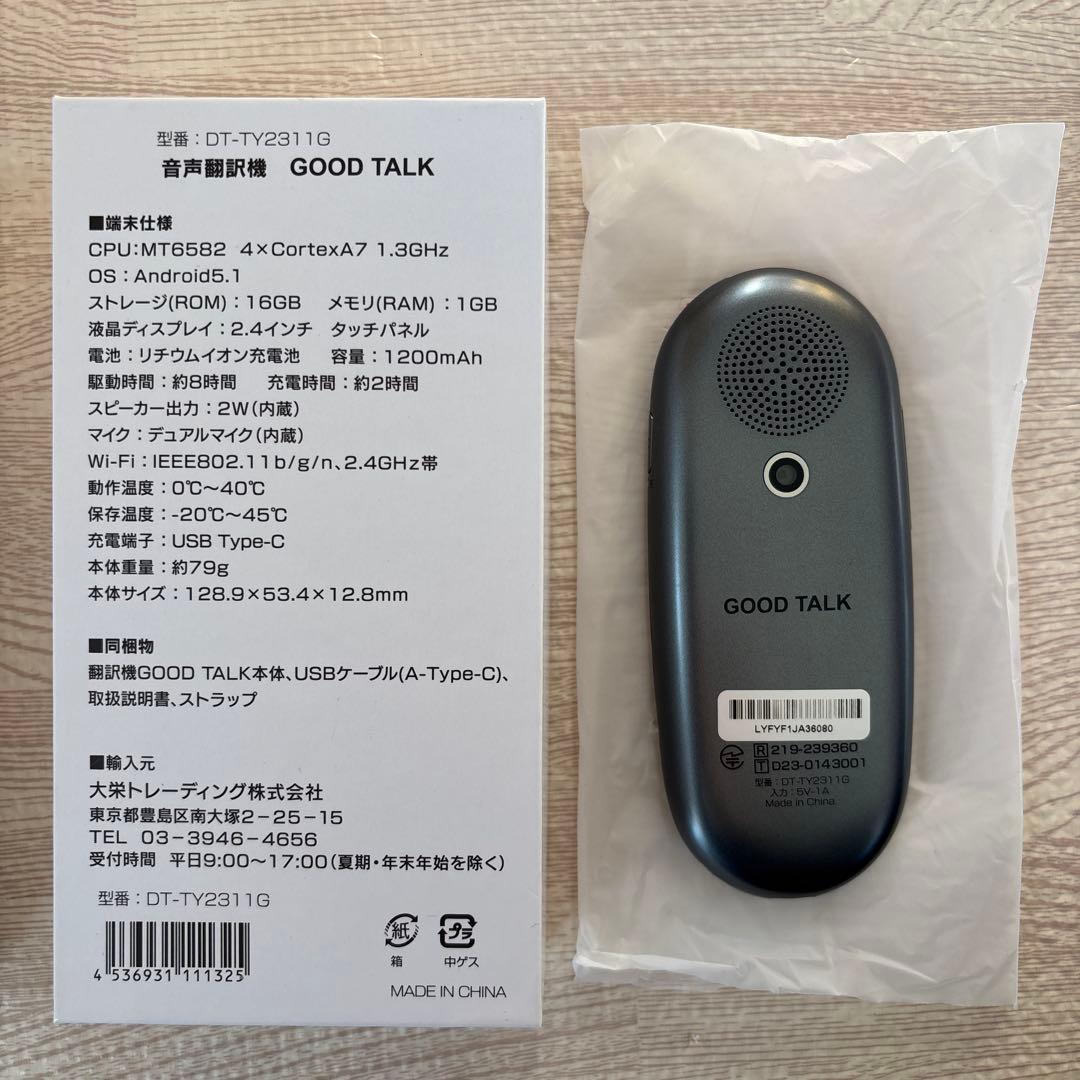 型番：DT-TY2311G
音声翻訳機 GOOD TALK
■端末仕様
CPU:MT6582 4×CortexA7 1.3GHz
OS：Android5.1
ストレージ(ROM)：16GB メモリ(RAM)：1GB
液晶ディスプレイ：2.4インチ タッチパネル
電池：リチウムイオン充電池 容量：1200mAh
駆動時間：約8時間 充電時間：約2時間
スピーカー出力：2W(内蔵)
マイク：デュアルマイク(内蔵)
Wi-Fi：IEEE802.11b/g/n、2.4GHz帯
動作温度：0℃〜40℃
保存温度：-20℃〜45℃
充電端子：USB Type-C
本体重量：約79g
本体サイズ：128.9×53.4×12.8mm
■同梱物
翻訳機GOOD TALK本体、USBケーブル(A-Type-C)、
取扱説明書、ストラップ
■輸入元
大栄トレーディング株式会社
東京都豊島区南大塚2−25−15
TEL 03−3946−4656
受付時間 平日9:00〜17:00(夏期・年末年始を除く)
型番：DT-TY2311G
4 536931 111325
紙
箱
プラ
中ゲス
MADE IN CHINA
GOOD TALK
LYFYF1JA36080
R 219-239360
T D23-0143001
型番：DT-TY2311G
入力：5V⎓1A
Made in China